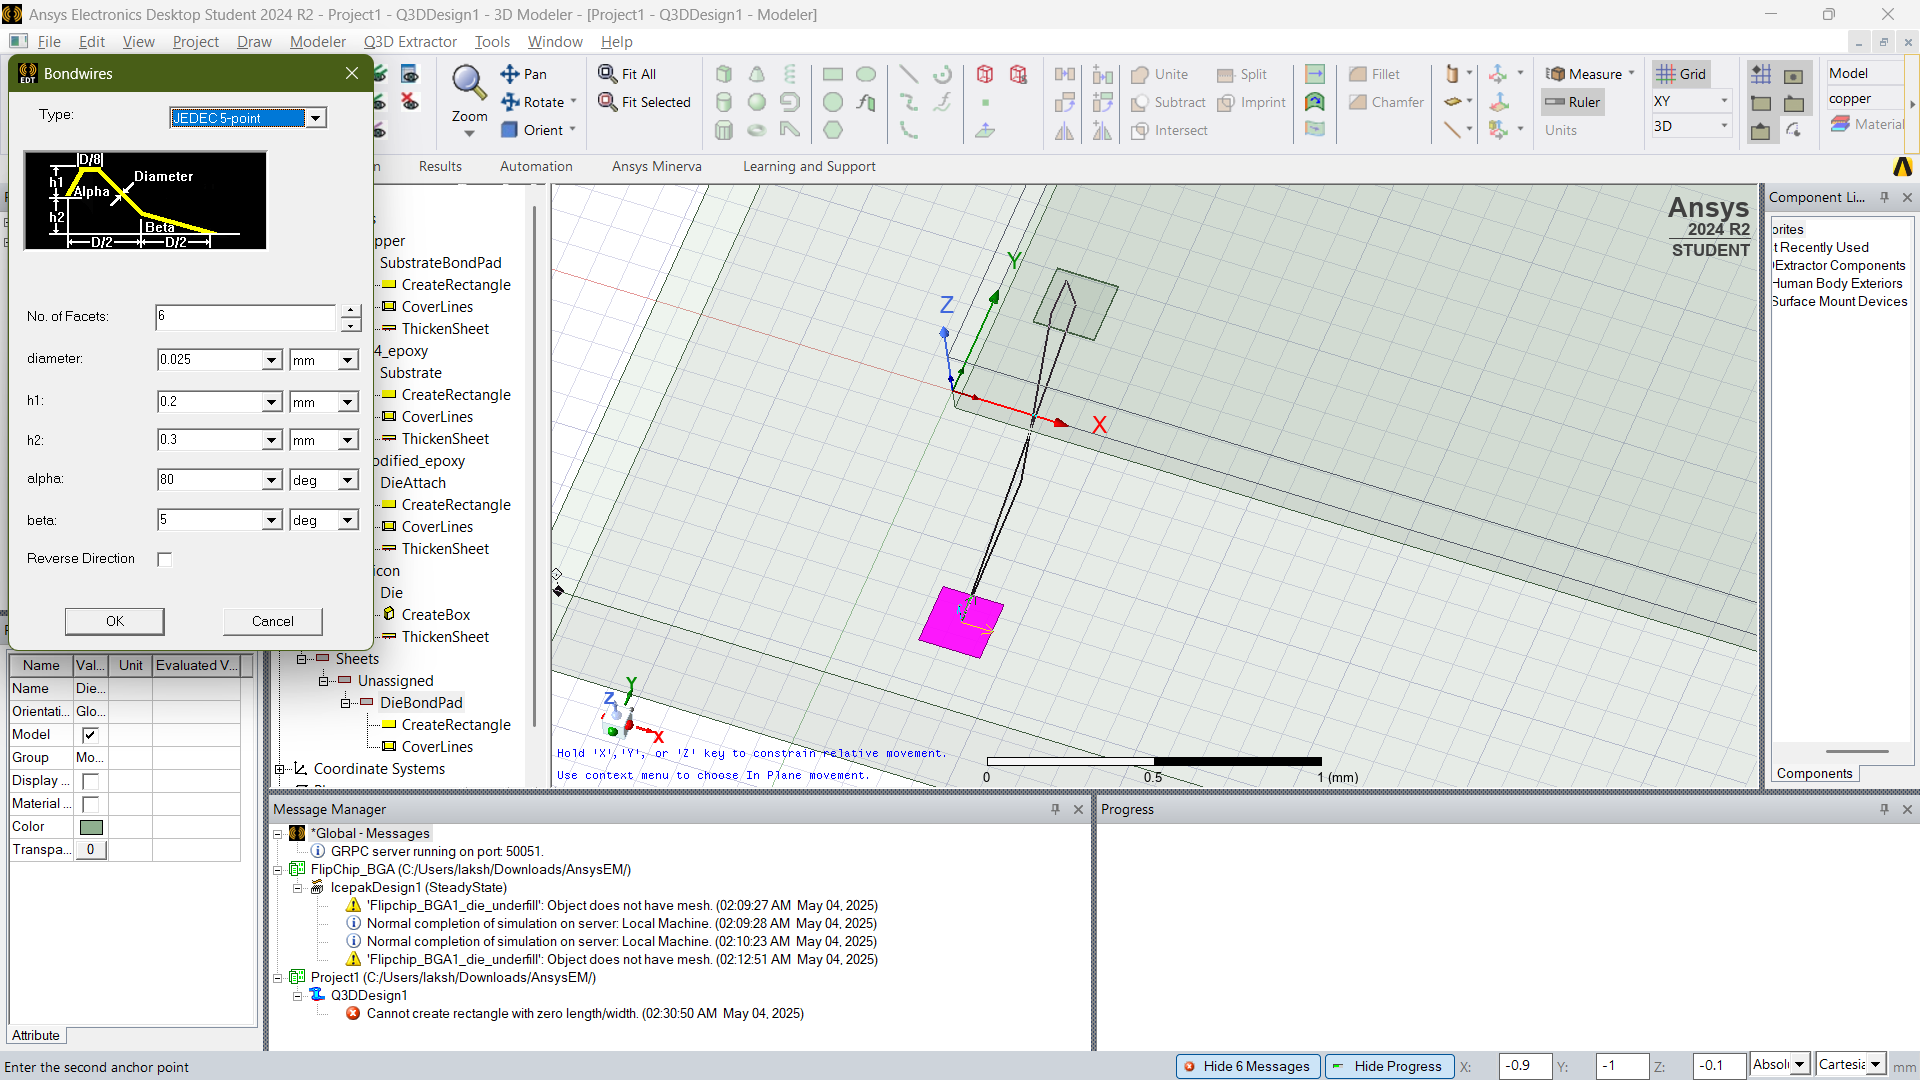 Ansys Electronics Desktop Student 2024 R2 - Project1 - Q3DDesign1 - 3D Modeler - [Project1 - Q3DDesign1 - Modeler]
File Edit View Project Draw Modeler Q3D Extractor Tools Window Help
EDT Bondwires
Type: JEDEC 5-point
D/8
h1
Diameter
Alpha
h2
Beta
D/2 D/2
No. of Facets: 6
diameter: 0.025 mm
h1: 0.2 mm
h2: 0.3 mm
alpha: 80 deg
beta: 5 deg
Reverse Direction
OK Cancel
Zoom
Pan
Rotate
Orient
Fit All
Fit Selected
Unite Split
Subtract Imprint
Intersect
Fillet
Chamfer
Measure
Ruler
Units
Grid
XY
3D
Model
copper
Material
Results Automation Ansys Minerva Learning and Support
pper
SubstrateBondPad
CreateRectangle
CoverLines
ThickenSheet
4_epoxy
Substrate
CreateRectangle
CoverLines
ThickenSheet
odified_epoxy
DieAttach
CreateRectangle
CoverLines
ThickenSheet
icon
Die
CreateBox
ThickenSheet
Sheets
Unassigned
DieBondPad
CreateRectangle
CoverLines
Coordinate Systems
Ansys
2024 R2
STUDENT
Y
Z
X
Y
Z
X
Hold 'X','Y', or 'Z' key to constrain relative movement.
Use context menu to choose In Plane movement.
0 0.5 1 (mm)
Component Li...
orites
t Recently Used
Extractor Components
Human Body Exteriors
Surface Mount Devices
Components
Name Val... Unit Evaluated V...
Name Die...
Orientati... Glo...
Model
Group Mo...
Display ...
Material ...
Color
Transpa... 0
Attribute
Message Manager
*Global - Messages
GRPC server running on port: 50051.
FlipChip_BGA (C:/Users/laksh/Downloads/AnsysEM/)
IcepakDesign1 (SteadyState)
'Flipchip_BGA1_die_underfill': Object does not have mesh. (02:09:27 AM May 04, 2025)
Normal completion of simulation on server: Local Machine. (02:09:28 AM May 04, 2025)
Normal completion of simulation on server: Local Machine. (02:10:23 AM May 04, 2025)
'Flipchip_BGA1_die_underfill': Object does not have mesh. (02:12:51 AM May 04, 2025)
Project1 (C:/Users/laksh/Downloads/AnsysEM/)
Q3DDesign1
Cannot create rectangle with zero length/width. (02:30:50 AM May 04, 2025)
Progress
Enter the second anchor point
Hide 6 Messages Hide Progress X: -0.9 Y: -1 Z: -0.1 Absolu Cartesia mm